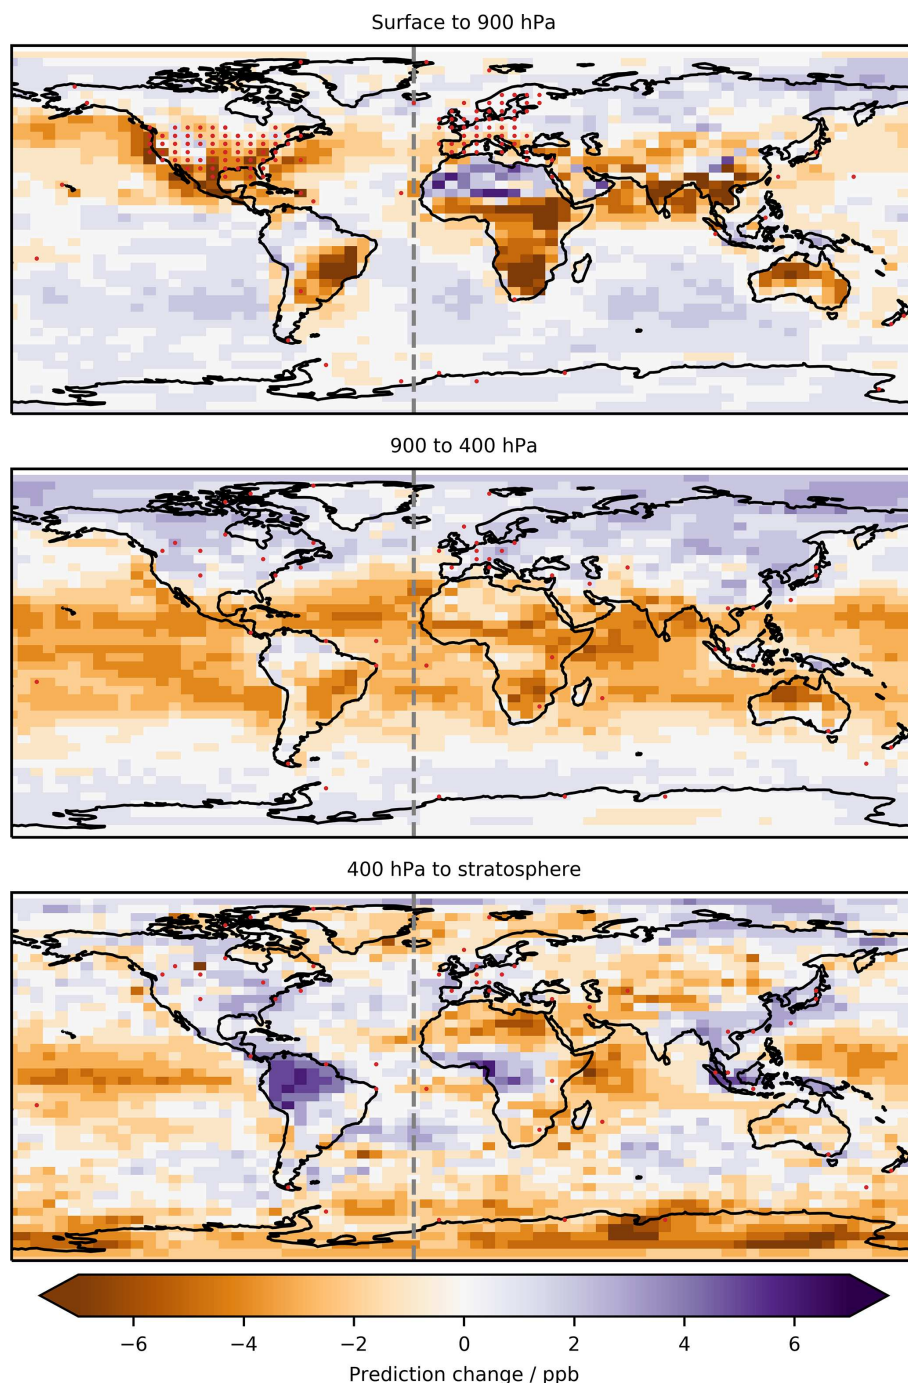 Surface to 900 hPa
900 to 400 hPa
400 hPa to stratosphere
−6 −4 −2 0 2 4 6
Prediction change / ppb